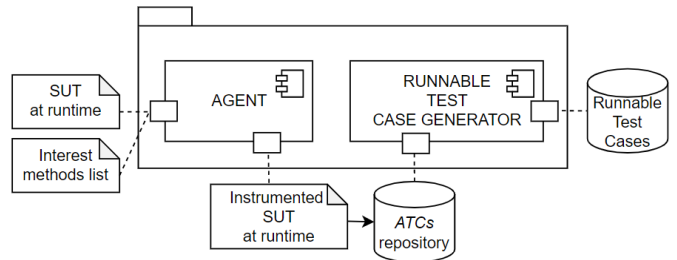 SUT
at runtime
Interest
methods list
AGENT
RUNNABLE
TEST
CASE GENERATOR
Runnable
Test
Cases
Instrumented
SUT
at runtime
ATCs
repository